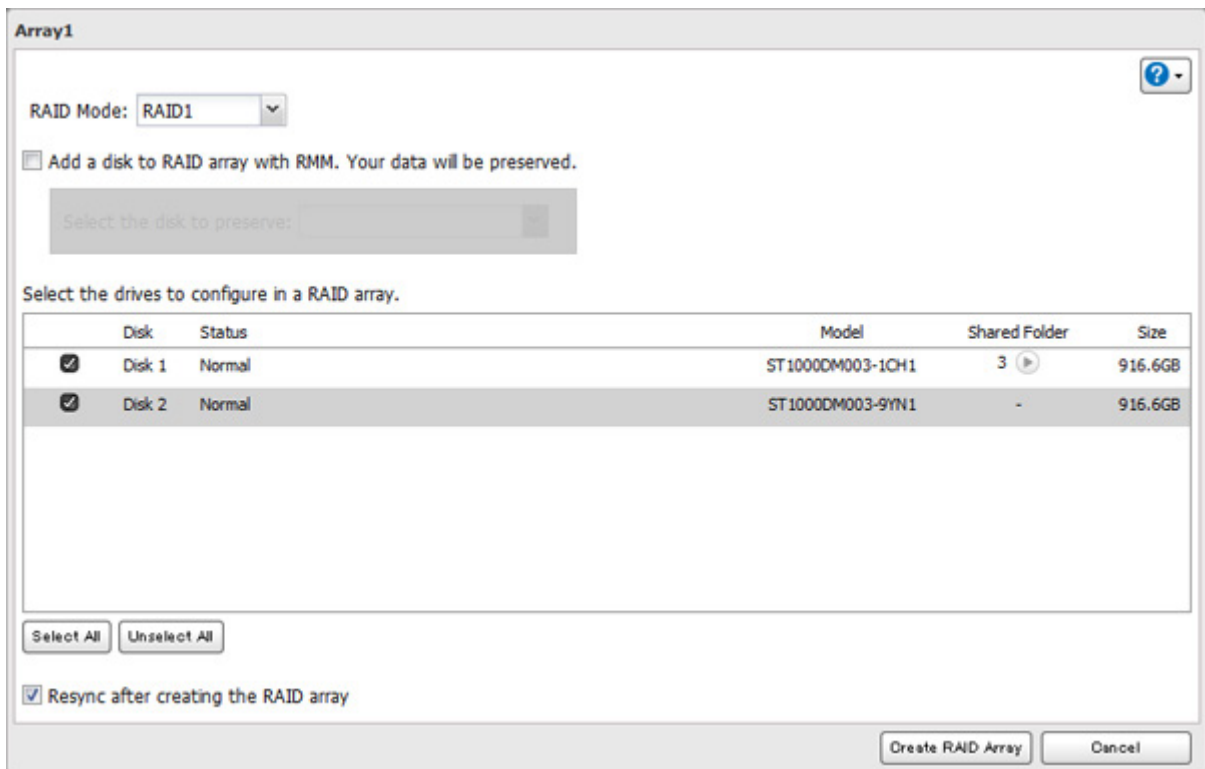 Array1
?
RAID Mode: RAID1
Add a disk to RAID array with RMM. Your data will be preserved.
Select the disk to preserve:
Select the drives to configure in a RAID array.
Disk Status Model Shared Folder Size
Disk 1 Normal ST1000DM003-1CH1 3 916.6GB
Disk 2 Normal ST1000DM003-9YN1 - 916.6GB
Select All Unselect All
Resync after creating the RAID array
Create RAID Array Cancel